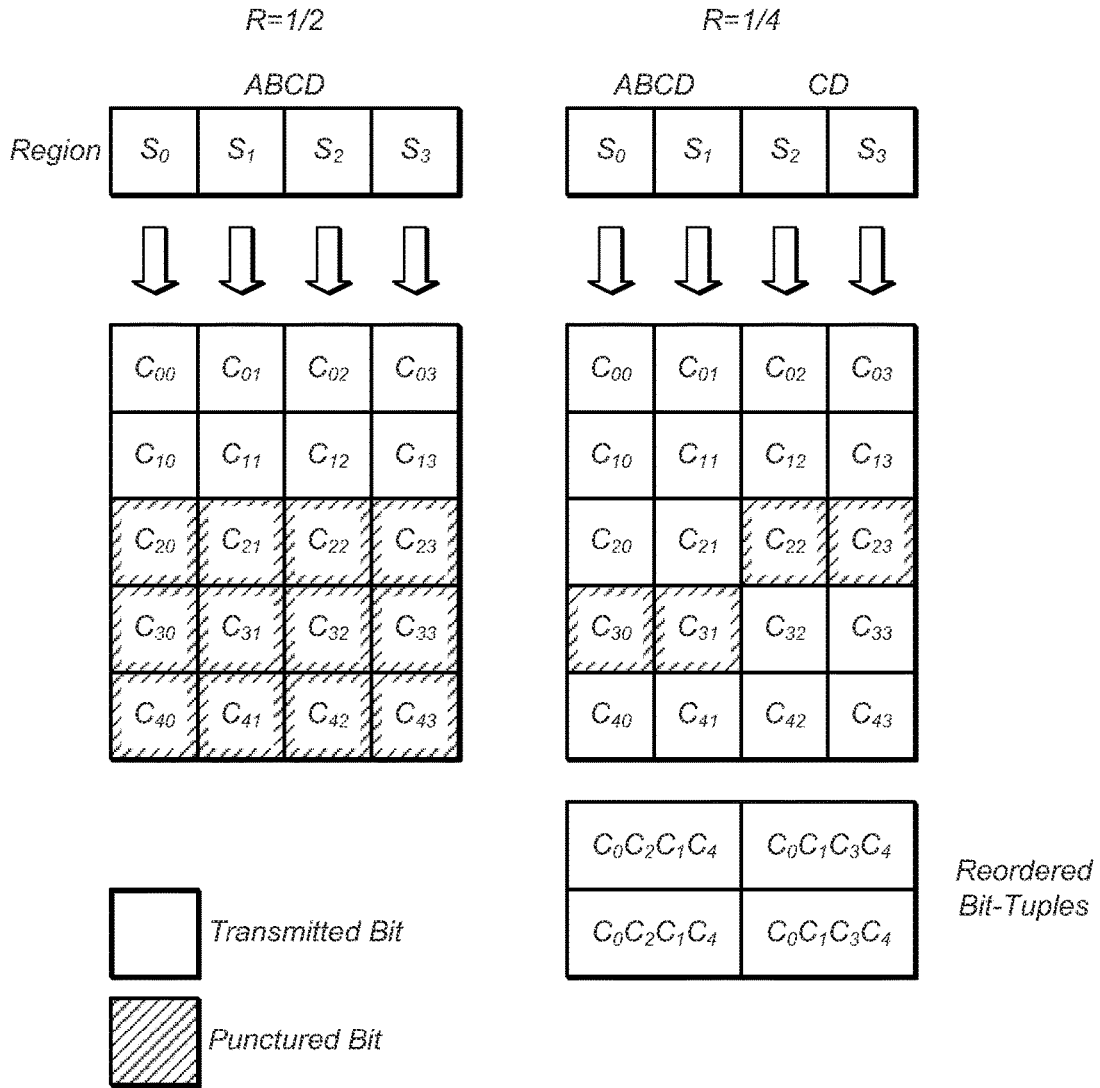 R=1/2 R=1/4
ABCD ABCD CD
Region S₀ S₁ S₂ S₃ S₀ S₁ S₂ S₃
C₀₀ C₀₁ C₀₂ C₀₃ C₀₀ C₀₁ C₀₂ C₀₃
C₁₀ C₁₁ C₁₂ C₁₃ C₁₀ C₁₁ C₁₂ C₁₃
C₂₀ C₂₁ C₂₂ C₂₃ C₂₀ C₂₁ C₂₂ C₂₃
C₃₀ C₃₁ C₃₂ C₃₃ C₃₀ C₃₁ C₃₂ C₃₃
C₄₀ C₄₁ C₄₂ C₄₃ C₄₀ C₄₁ C₄₂ C₄₃
C₀C₂C₁C₄ C₀C₁C₃C₄
C₀C₂C₁C₄ C₀C₁C₃C₄
Reordered
Bit-Tuples
Transmitted Bit
Punctured Bit